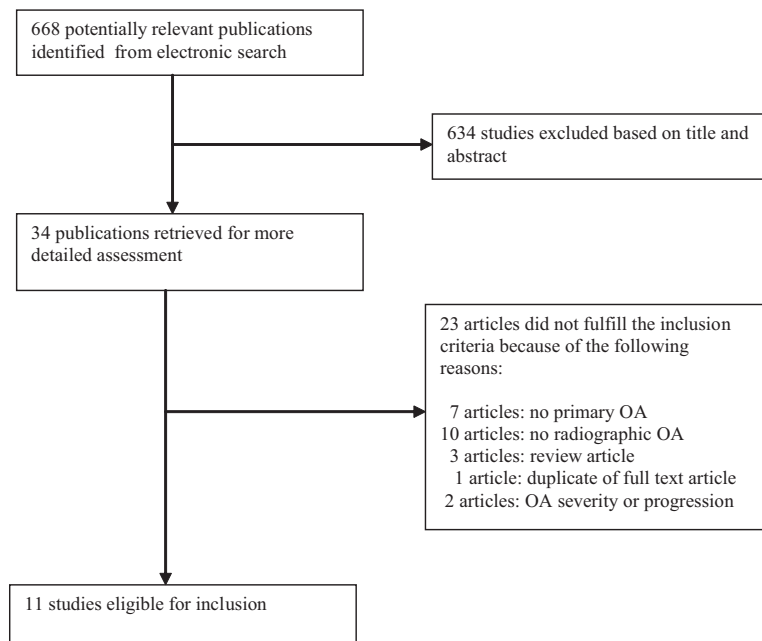 668 potentially relevant publications
identified from electronic search
634 studies excluded based on title and
abstract
34 publications retrieved for more
detailed assessment
23 articles did not fulfill the inclusion
criteria because of the following
reasons:
7 articles: no primary OA
10 articles: no radiographic OA
3 articles: review article
1 article: duplicate of full text article
2 articles: OA severity or progression
11 studies eligible for inclusion